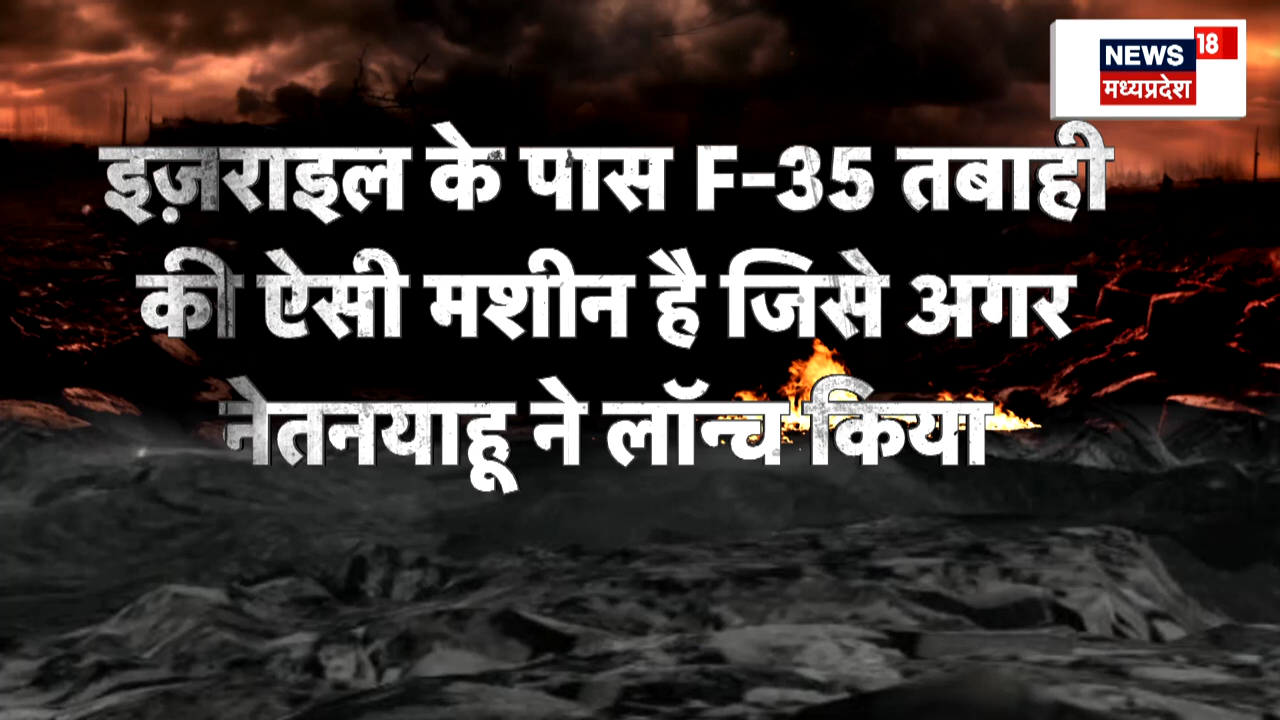 NEWS 18
मध्यप्रदेश
इज़राइल के पास F-35 तबाही
की ऐसी मशीन है जिसे अगर
नेतनयाहू ने लॉन्च किया